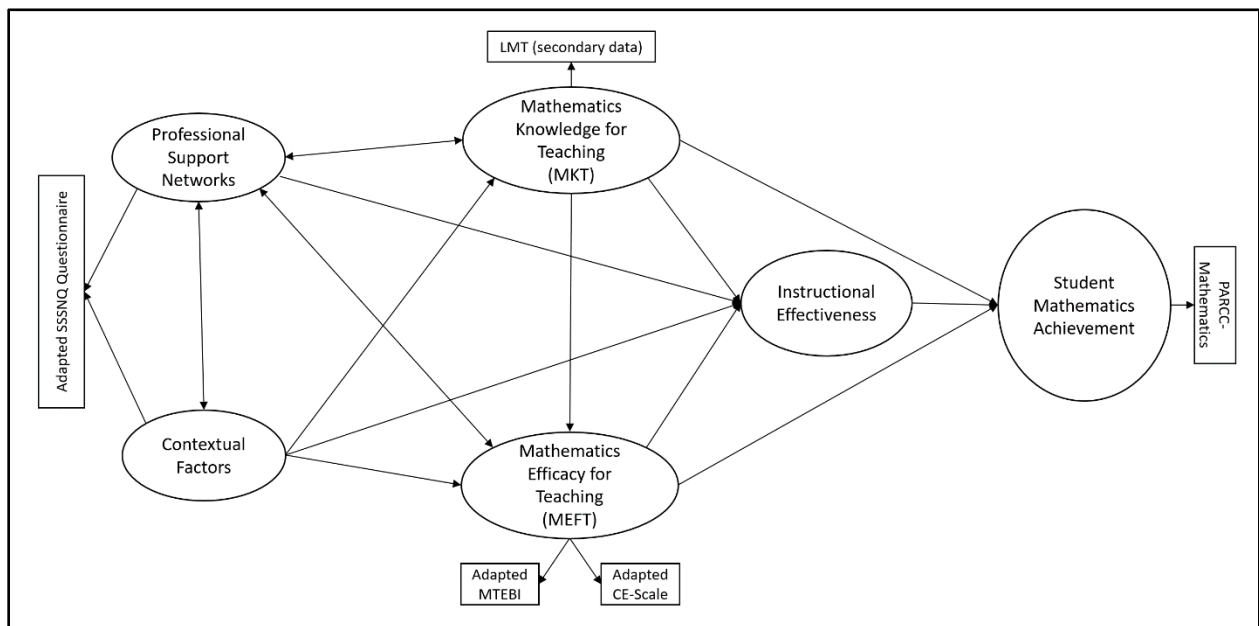 LMT (secondary data)
Mathematics
Knowledge for
Teaching
(MKT)
Professional
Support
Networks
Adapted SSSNQ Questionnaire
Instructional
Effectiveness
Student
Mathematics
Achievement
PARCC-
Mathematics
Contextual
Factors
Mathematics
Efficacy for
Teaching
(MEFT)
Adapted
MTEBI
Adapted
CE-Scale